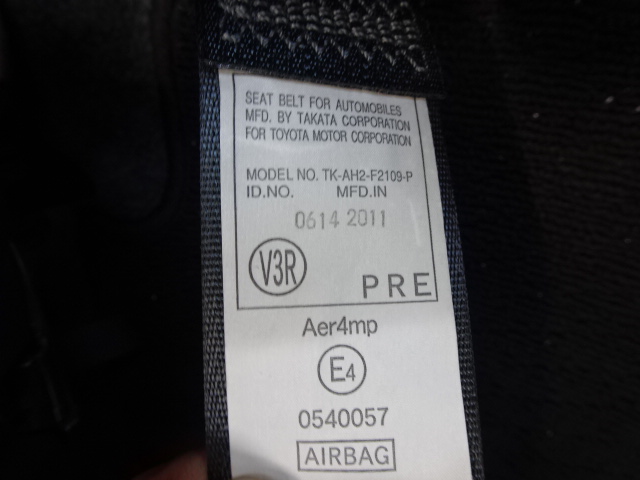 SEAT BELT FOR AUTOMOBILES
MFD. BY TAKATA CORPORATION
FOR TOYOTA MOTOR CORPORATION
MODEL NO. TK-AH2-F2109-P
ID.NO. MFD.IN
0614 2011
V3R
PRE
Aer4mp
E4
0540057
AIRBAG